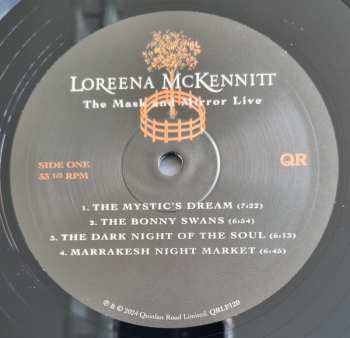 LOREENA MCKENNITT
The Mask and Mirror Live
SIDE ONE
33 1/3 RPM
QR
1. THE MYSTIC'S DREAM (7:22)
2. THE BONNY SWANS (6:54)
3. THE DARK NIGHT OF THE SOUL (6:13)
4. MARRAKESH NIGHT MARKET (6:45)
℗ & © 2024 Quinlan Road Limited. QRLP120